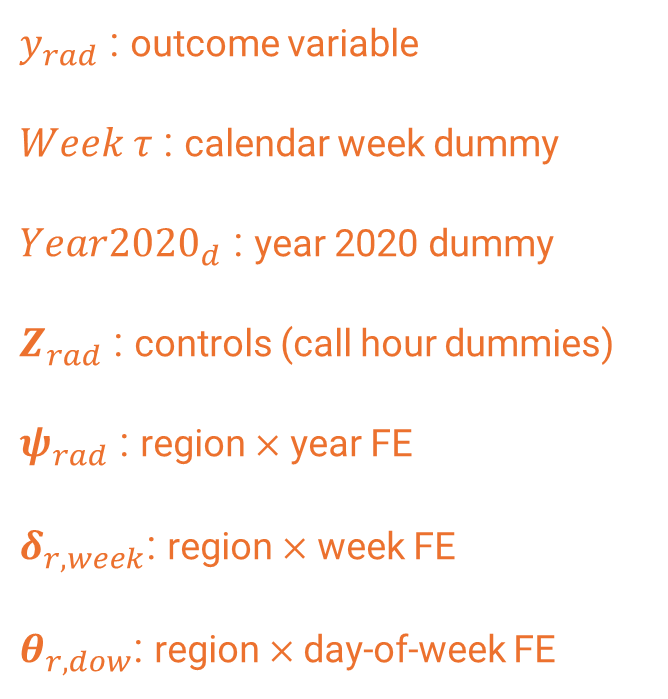 y_rad : outcome variable
Week τ : calendar week dummy
Year2020_d : year 2020 dummy
Z_rad : controls (call hour dummies)
ψ_rad : region × year FE
δ_r,week: region × week FE
θ_r,dow: region × day-of-week FE